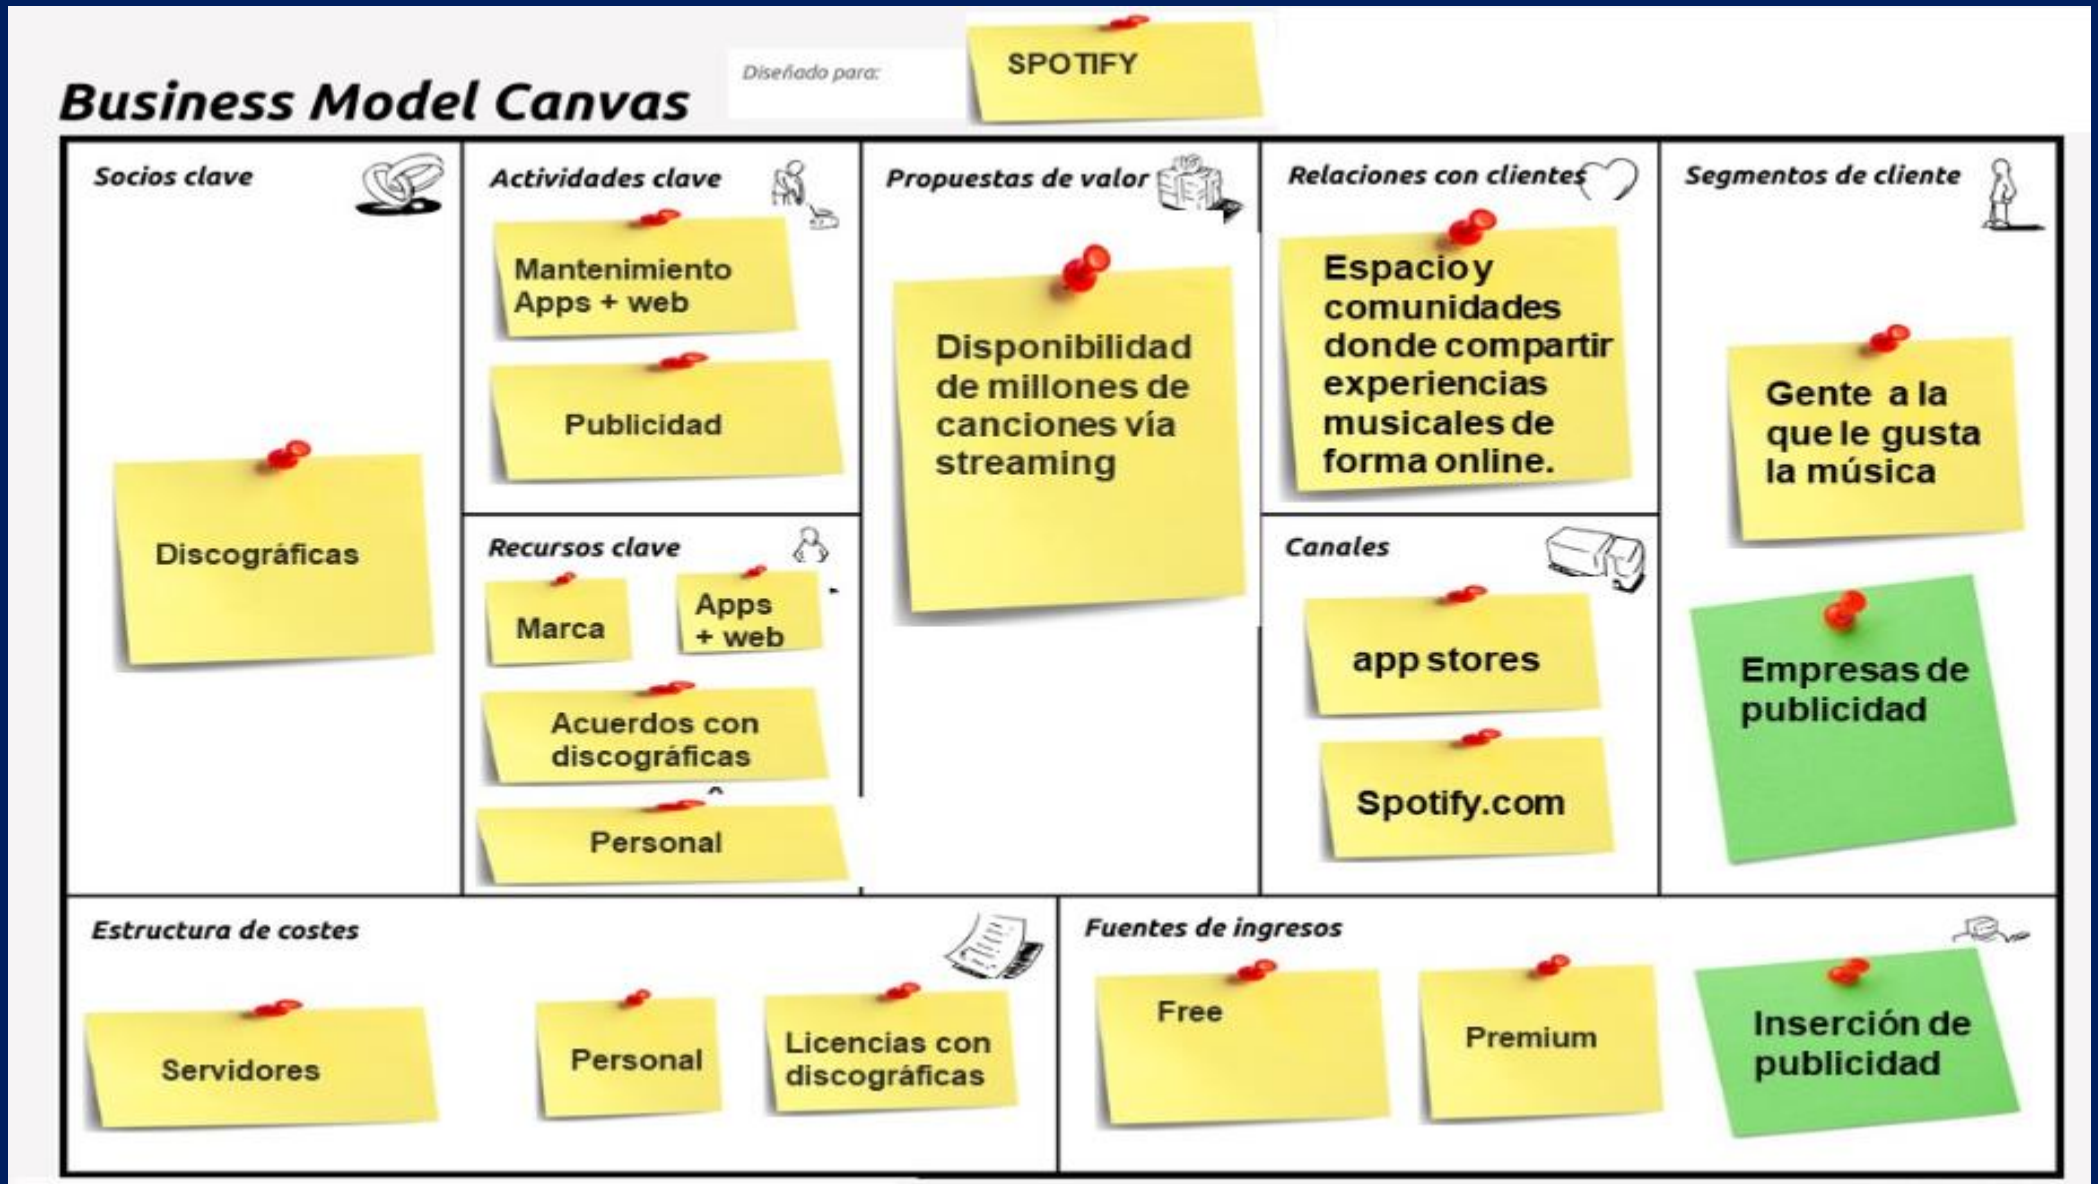 Business Model Canvas
Diseñado para:
SPOTIFY
Socios clave
Discográficas
Actividades clave
Mantenimiento
Apps + web
Publicidad
Recursos clave
Marca
Apps
+ web
Acuerdos con
discográficas
Personal
Propuestas de valor
Disponibilidad
de millones de
canciones vía
streaming
Relaciones con clientes
Espacio y
comunidades
donde compartir
experiencias
musicales de
forma online.
Canales
app stores
Spotify.com
Segmentos de cliente
Gente a la
que le gusta
la música
Empresas de
publicidad
Estructura de costes
Servidores
Personal
Licencias con
discográficas
Fuentes de ingresos
Free
Premium
Inserción de
publicidad